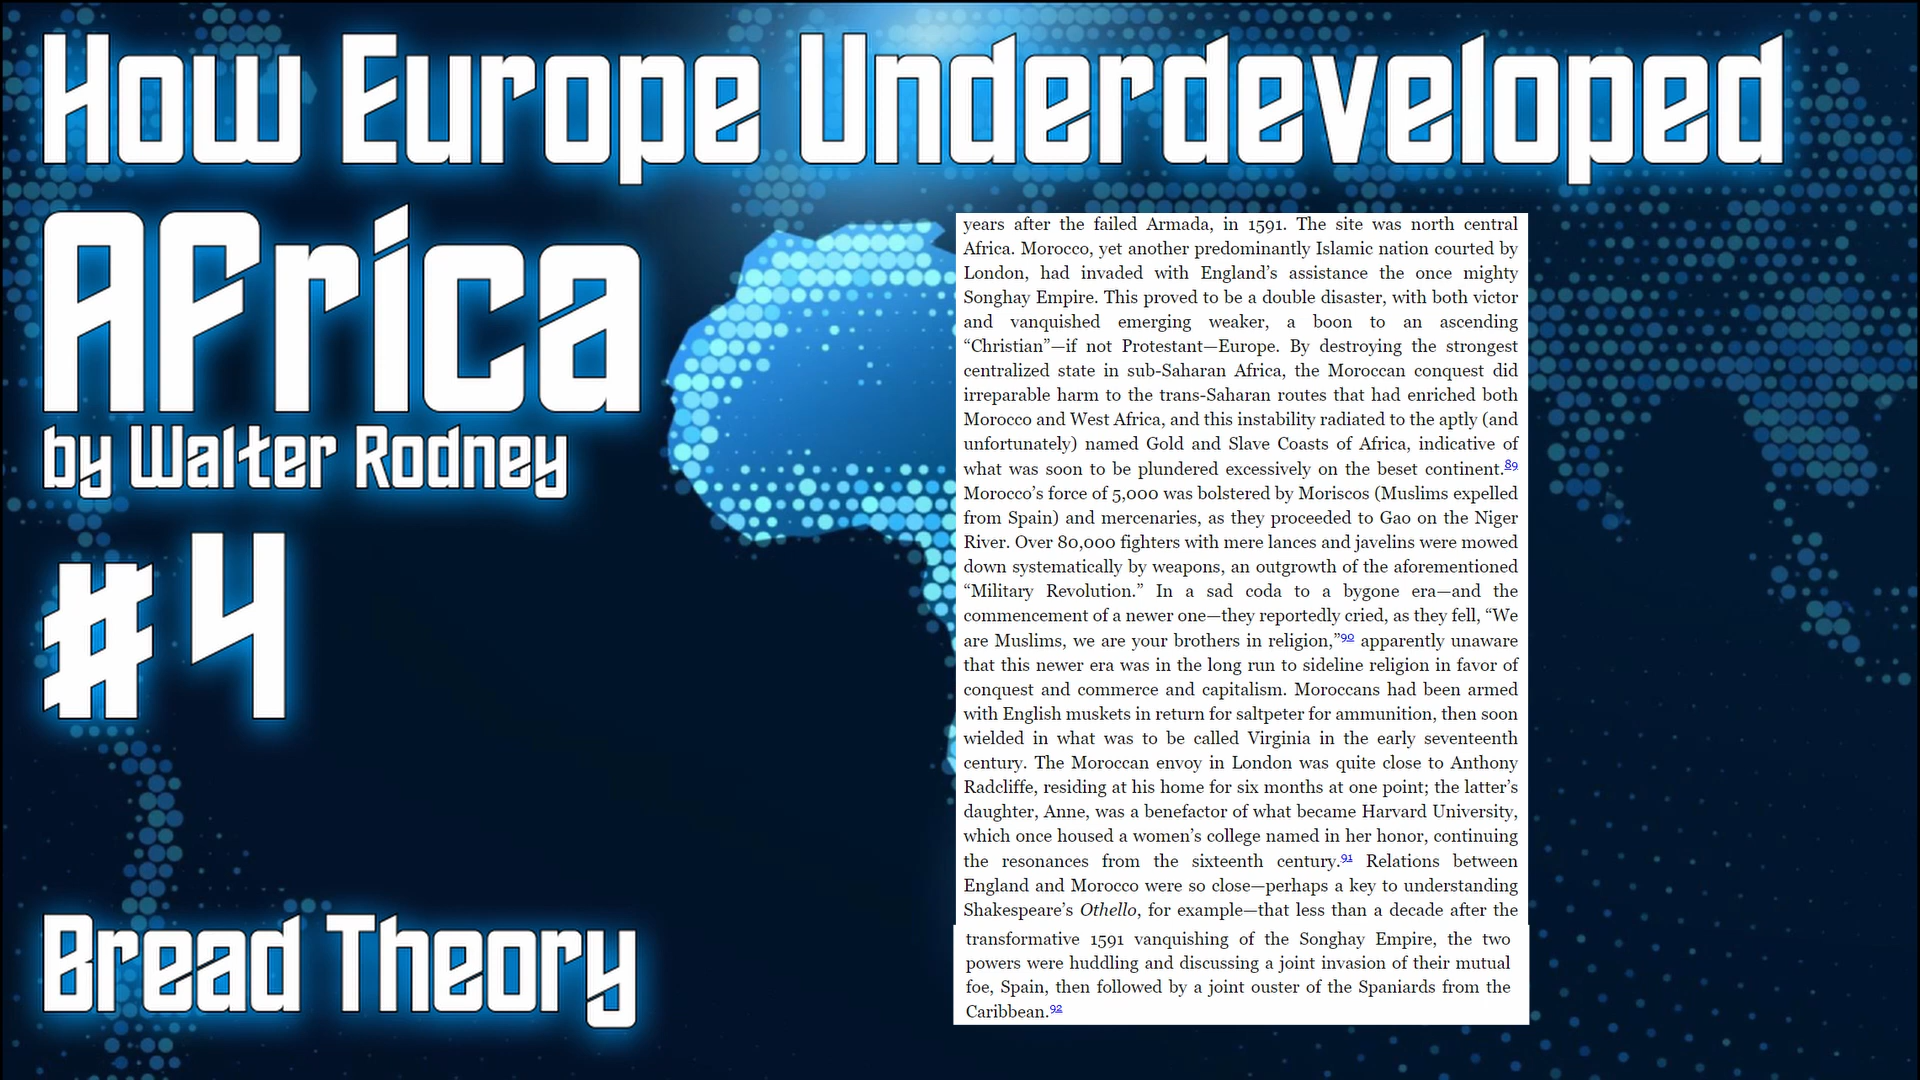 How Europe Underdeveloped
Africa
by Walter Rodney
#4
Bread Theory
years after the failed Armada, in 1591. The site was north central
Africa. Morocco, yet another predominantly Islamic nation courted by
London, had invaded with England’s assistance the once mighty
Songhay Empire. This proved to be a double disaster, with both victor
and vanquished emerging weaker, a boon to an ascending
“Christian”—if not Protestant—Europe. By destroying the strongest
centralized state in sub-Saharan Africa, the Moroccan conquest did
irreparable harm to the trans-Saharan routes that had enriched both
Morocco and West Africa, and this instability radiated to the aptly (and
unfortunately) named Gold and Slave Coasts of Africa, indicative of
what was soon to be plundered excessively on the beset continent.89
Morocco’s force of 5,000 was bolstered by Moriscos (Muslims expelled
from Spain) and mercenaries, as they proceeded to Gao on the Niger
River. Over 80,000 fighters with mere lances and javelins were mowed
down systematically by weapons, an outgrowth of the aforementioned
“Military Revolution.” In a sad coda to a bygone era—and the
commencement of a newer one—they reportedly cried, as they fell, “We
are Muslims, we are your brothers in religion,”90 apparently unaware
that this newer era was in the long run to sideline religion in favor of
conquest and commerce and capitalism. Moroccans had been armed
with English muskets in return for saltpeter for ammunition, then soon
wielded in what was to be called Virginia in the early seventeenth
century. The Moroccan envoy in London was quite close to Anthony
Radcliffe, residing at his home for six months at one point; the latter’s
daughter, Anne, was a benefactor of what became Harvard University,
which once housed a women’s college named in her honor, continuing
the resonances from the sixteenth century.91 Relations between
England and Morocco were so close—perhaps a key to understanding
Shakespeare’s Othello, for example—that less than a decade after the
transformative 1591 vanquishing of the Songhay Empire, the two
powers were huddling and discussing a joint invasion of their mutual
foe, Spain, then followed by a joint ouster of the Spaniards from the
Caribbean.92